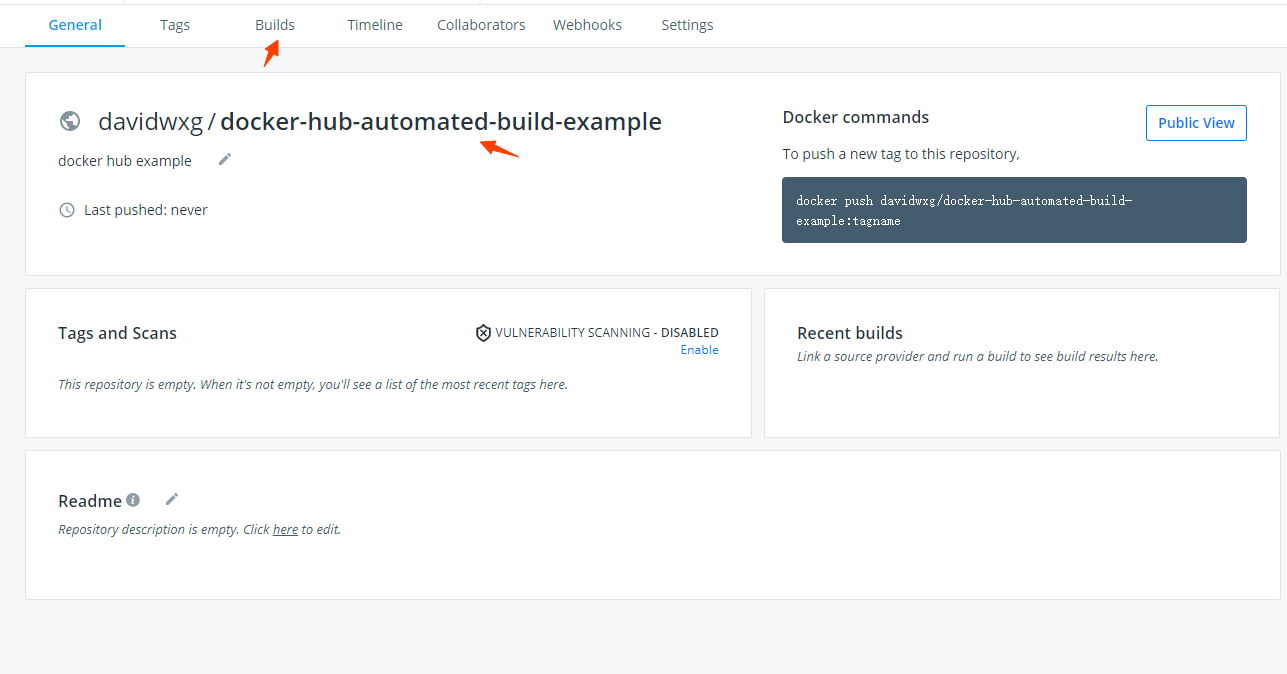 General Tags Builds Timeline Collaborators Webhooks Settings
davidwxg / docker-hub-automated-build-example
docker hub example
Last pushed: never
Docker commands
Public View
To push a new tag to this repository,
docker push davidwxg/docker-hub-automated-build-
example:tagname
Tags and Scans
VULNERABILITY SCANNING - DISABLED
Enable
This repository is empty. When it's not empty, you'll see a list of the most recent tags here.
Recent builds
Link a source provider and run a build to see build results here.
Readme
Repository description is empty. Click here to edit.